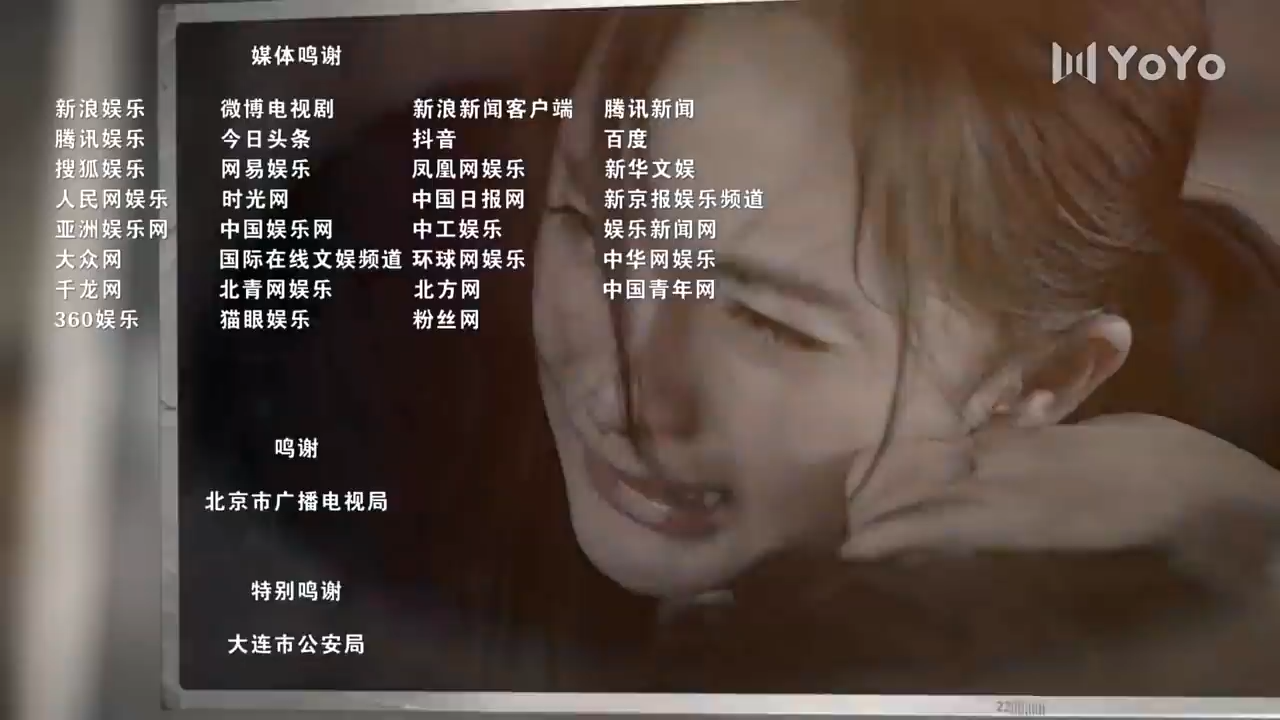 媒体鸣谢
YoYo
新浪娱乐 微博电视剧 新浪新闻客户端 腾讯新闻
腾讯娱乐 今日头条 抖音 百度
搜狐娱乐 网易娱乐 凤凰网娱乐 新华文娱
人民网娱乐 时光网 中国日报网 新京报娱乐频道
亚洲娱乐网 中国娱乐网 中工娱乐 娱乐新闻网
大众网 国际在线文娱频道 环球网娱乐 中华网娱乐
千龙网 北青网娱乐 北方网 中国青年网
360娱乐 猫眼娱乐 粉丝网
鸣谢
北京市广播电视局
特别鸣谢
大连市公安局